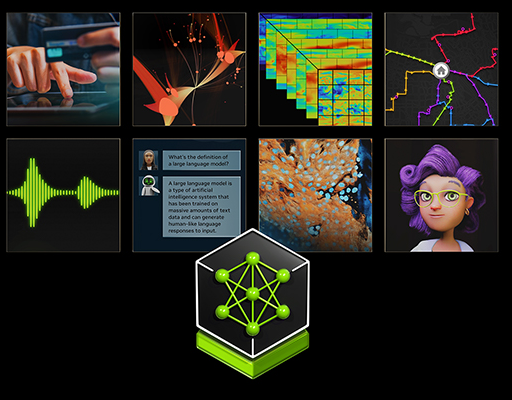 What's the definition of
a large language model?
A large language model is
a type of artificial
intelligence system that
has been trained on
massive amounts of text
data and can generate
human-like language
responses to input.